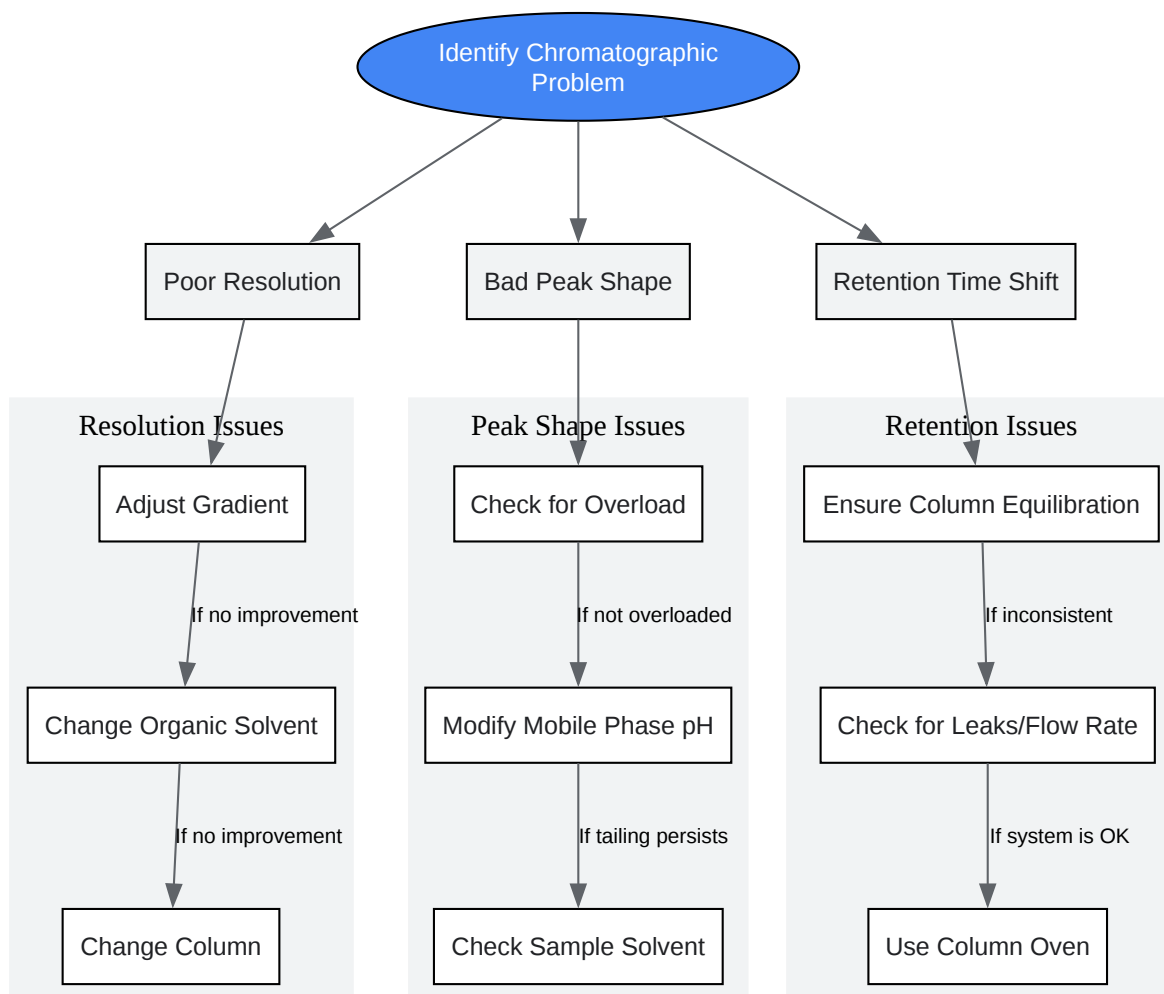 Identify Chromatographic
Problem
Poor Resolution
Bad Peak Shape
Retention Time Shift
Resolution Issues
Peak Shape Issues
Retention Issues
Adjust Gradient
Check for Overload
Ensure Column Equilibration
If no improvement
If not overloaded
If inconsistent
Change Organic Solvent
Modify Mobile Phase pH
Check for Leaks/Flow Rate
If no improvement
If tailing persists
If system is OK
Change Column
Check Sample Solvent
Use Column Oven